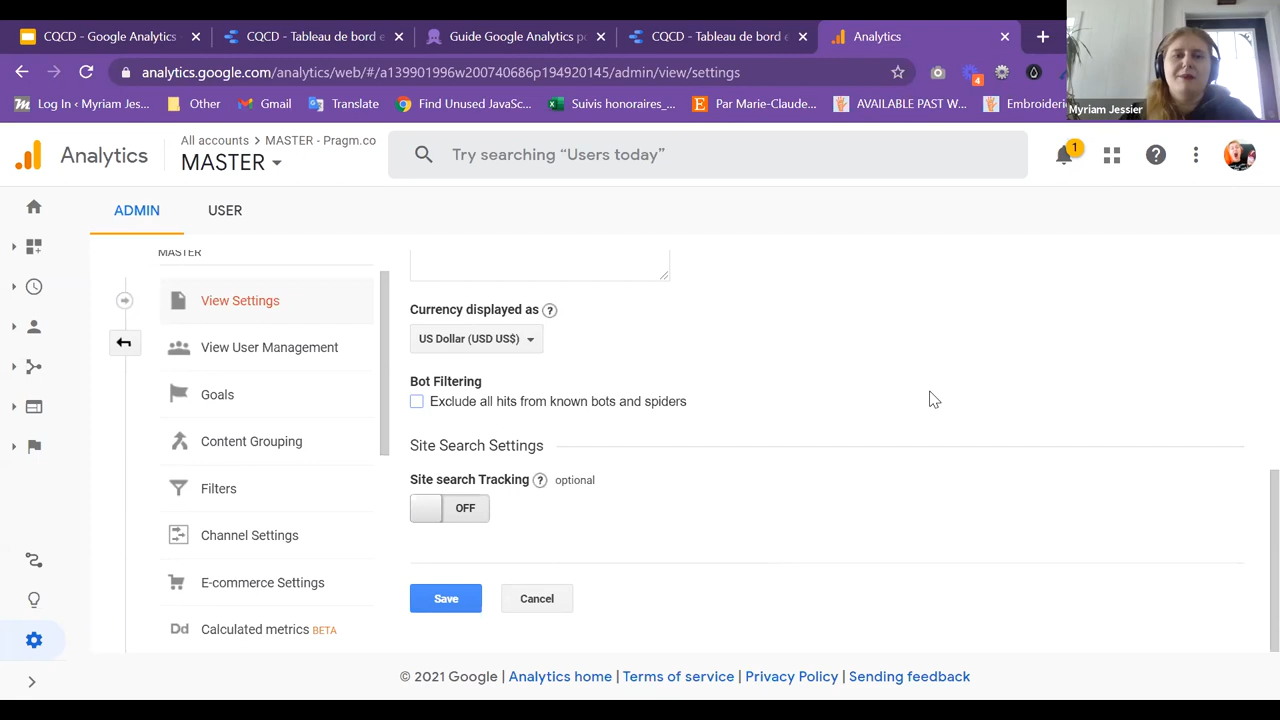 CQCD - Google Analytics
CQCD - Tableau de bord e
Guide Google Analytics po
CQCD - Tableau de bord e
Analytics
analytics.google.com/analytics/web/#/a139901996w200740686p194920145/admin/view/settings
4
Log In ‹ Myriam Jes...
Other
Gmail
Translate
Find Unused JavaSc...
Suivis honoraires_...
Par Marie-Claude...
AVAILABLE PAST W...
Embroiderie
Myriam Jessier
Analytics
All accounts > MASTER - Pragm.co
MASTER
Try searching “Users today”
1
ADMIN
USER
MASTER
View Settings
View User Management
Goals
Content Grouping
Filters
Channel Settings
E-commerce Settings
Dd Calculated metrics BETA
Currency displayed as ?
US Dollar (USD US$)
Bot Filtering
Exclude all hits from known bots and spiders
Site Search Settings
Site search Tracking ? optional
OFF
Save
Cancel
© 2021 Google | Analytics home | Terms of service | Privacy Policy | Sending feedback